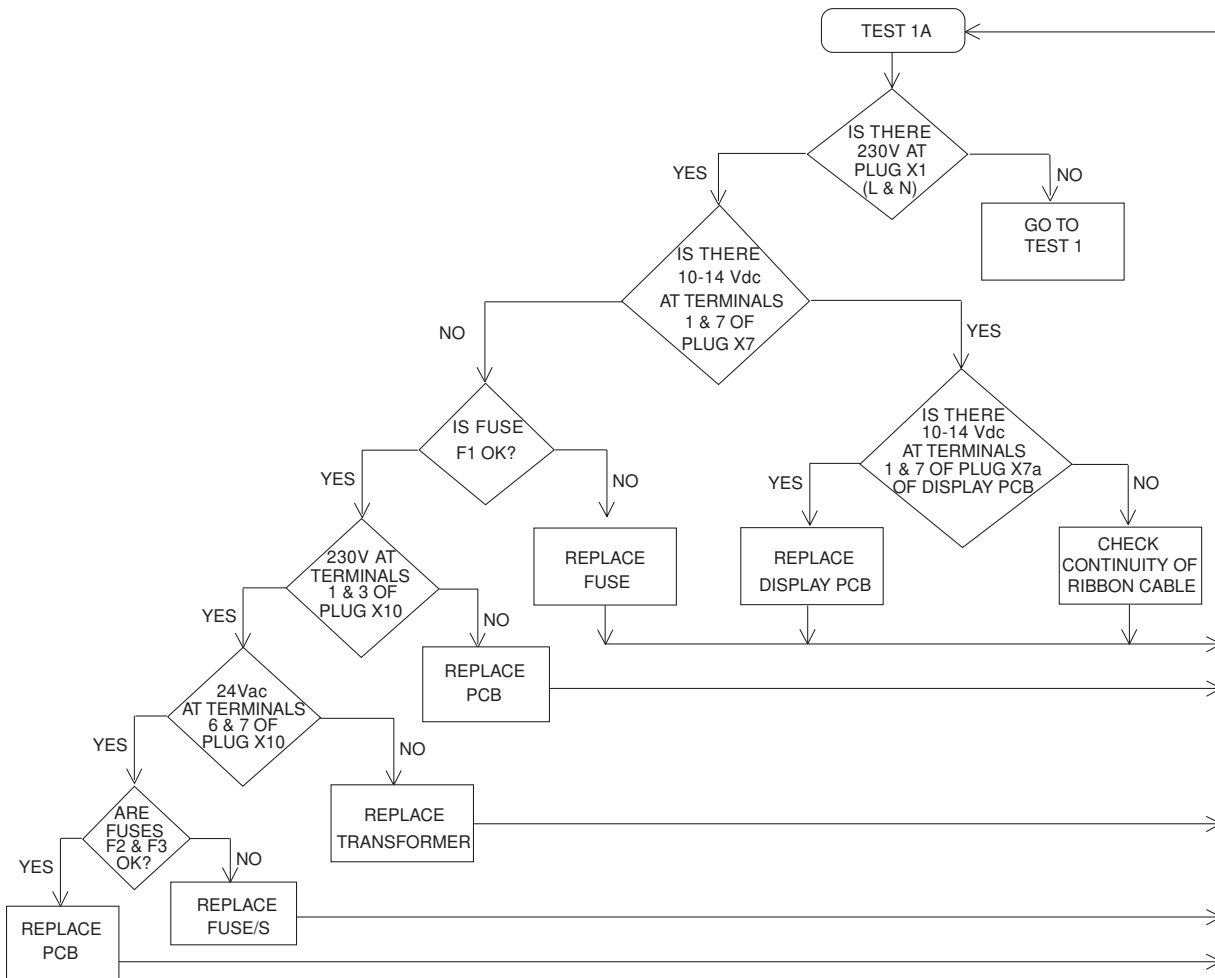 TEST 1A
IS THERE
230V AT
PLUG X1
(L & N)
YES
NO
GO TO
TEST 1
IS THERE
10-14 Vdc
AT TERMINALS
1 & 7 OF
PLUG X7
NO
YES
IS FUSE
F1 OK?
IS THERE
10-14 Vdc
AT TERMINALS
1 & 7 OF PLUG X7a
OF DISPLAY PCB
YES
NO
YES
NO
230V AT
TERMINALS
1 & 3 OF
PLUG X10
REPLACE
FUSE
REPLACE
DISPLAY PCB
CHECK
CONTINUITY OF
RIBBON CABLE
YES
NO
24Vac
AT TERMINALS
6 & 7 OF
PLUG X10
REPLACE
PCB
YES
NO
ARE
FUSES
F2 & F3
OK?
REPLACE
TRANSFORMER
YES
NO
REPLACE
PCB
REPLACE
FUSE/S